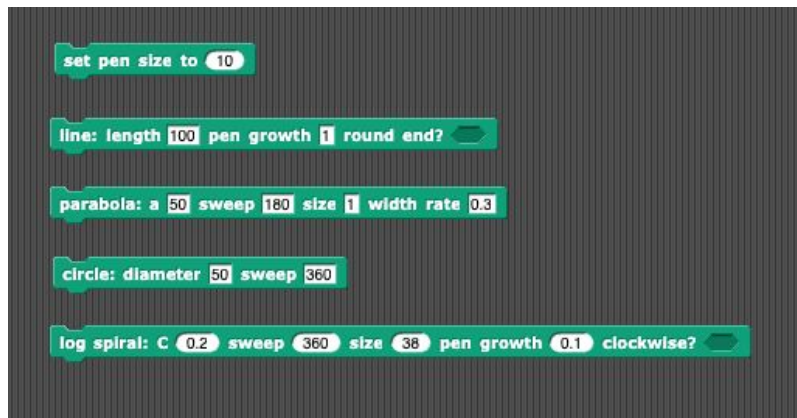 set pen size to 10
line: length 100 pen growth 1 round end?
parabola: a 50 sweep 180 size 1 width rate 0.3
circle: diameter 50 sweep 360
log spiral: C 0.2 sweep 360 size 38 pen growth 0.1 clockwise?